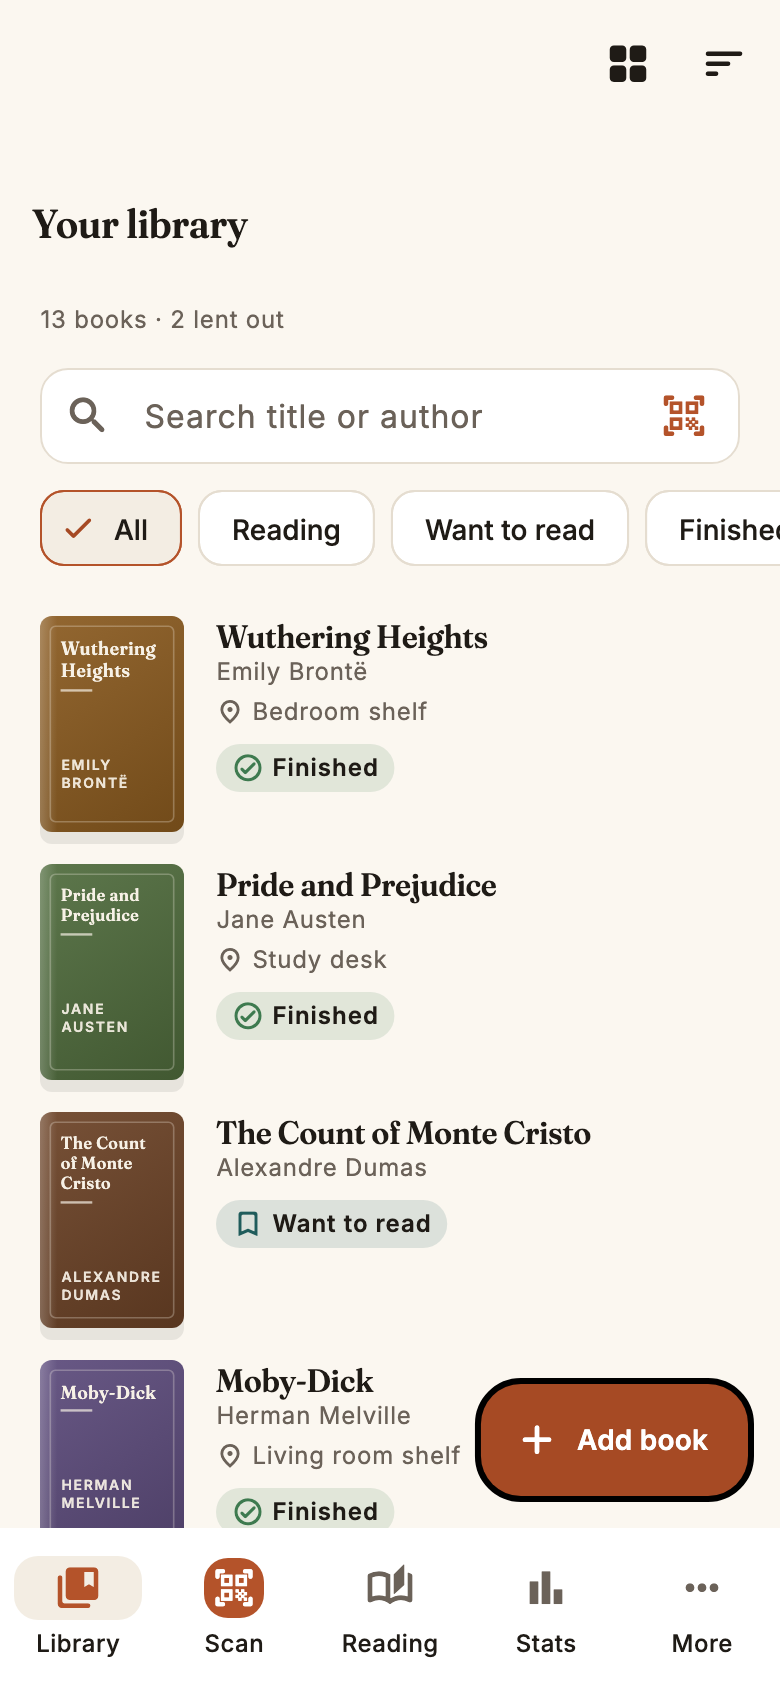 Your library
13 books · 2 lent out
Search title or author
All
Reading
Want to read
Finished
Wuthering
Heights
EMILY
BRONTË
Wuthering Heights
Emily Brontë
Bedroom shelf
Finished
Pride and
Prejudice
JANE
AUSTEN
Pride and Prejudice
Jane Austen
Study desk
Finished
The Count
of Monte
Cristo
ALEXANDRE
DUMAS
The Count of Monte Cristo
Alexandre Dumas
Want to read
Moby-Dick
HERMAN
MELVILLE
Moby-Dick
Herman Melville
Living room shelf
Finished
Add book
Library
Scan
Reading
Stats
More